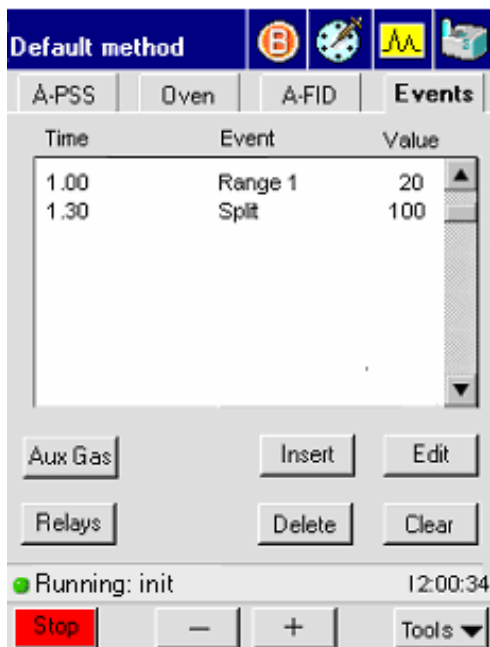 Default method
B
A-PSS Oven A-FID Events
Time Event Value
1.00 Range 1 20
1.30 Split 100
Aux Gas Insert Edit
Relays Delete Clear
Running: init 12:00:34
Stop − + Tools